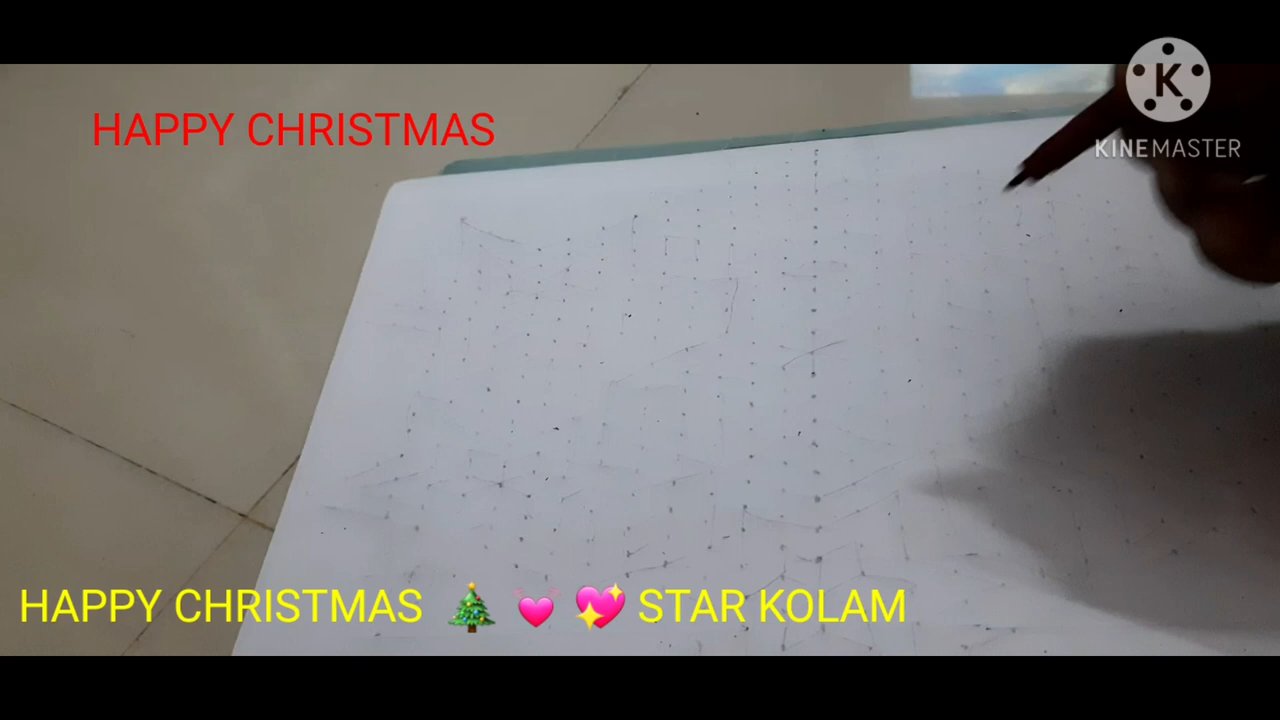 HAPPY CHRISTMAS
K
KINEMASTER
HAPPY CHRISTMAS 🎄 💓 💖 STAR KOLAM